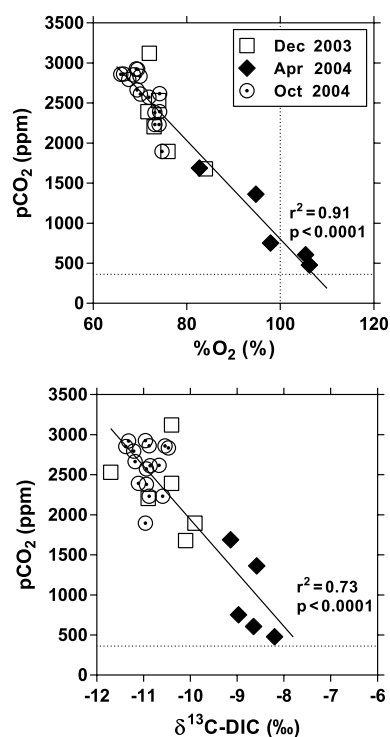 3500
3000
2500
2000
1500
1000
500
0
pCO2 (ppm)
Dec 2003
Apr 2004
Oct 2004
r2=0.91
p<0.0001
60 80 100 120
%O2 (%)
3500
3000
2500
2000
1500
1000
500
0
pCO2 (ppm)
r2=0.73
p<0.0001
-12 -11 -10 -9 -8 -7 -6
δ13C-DIC (‰)